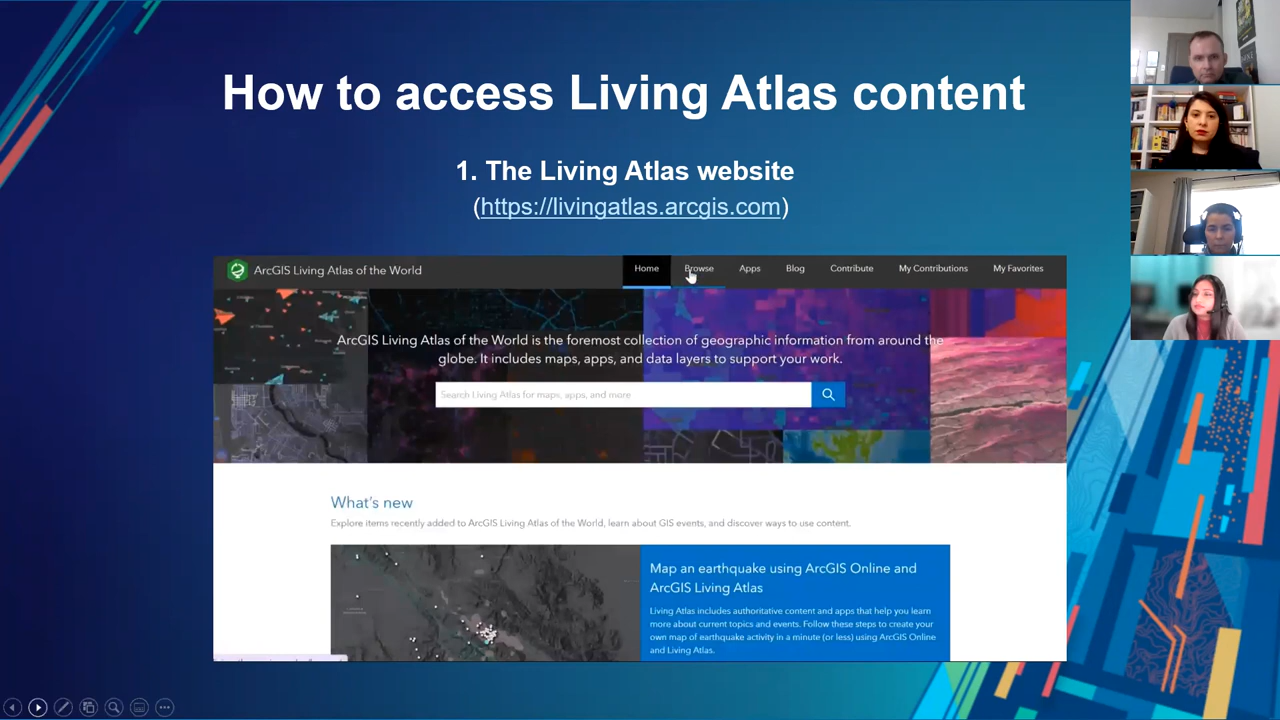 How to access Living Atlas content
1. The Living Atlas website
(https://livingatlas.arcgis.com)
ArcGIS Living Atlas of the World
Home Browse Apps Blog Contribute My Contributions My Favorites
ArcGIS Living Atlas of the World is the foremost collection of geographic information from around the
globe. It includes maps, apps, and data layers to support your work.
Search Living Atlas for maps, apps, and more
What's new
Explore items recently added to ArcGIS Living Atlas of the World, learn about GIS events, and discover ways to use content.
Map an earthquake using ArcGIS Online and
ArcGIS Living Atlas
Living Atlas includes authoritative content and apps that help you learn
more about current topics and events. Follow these steps to create your
own map of earthquake activity in a minute (or less) using ArcGIS Online
and Living Atlas.